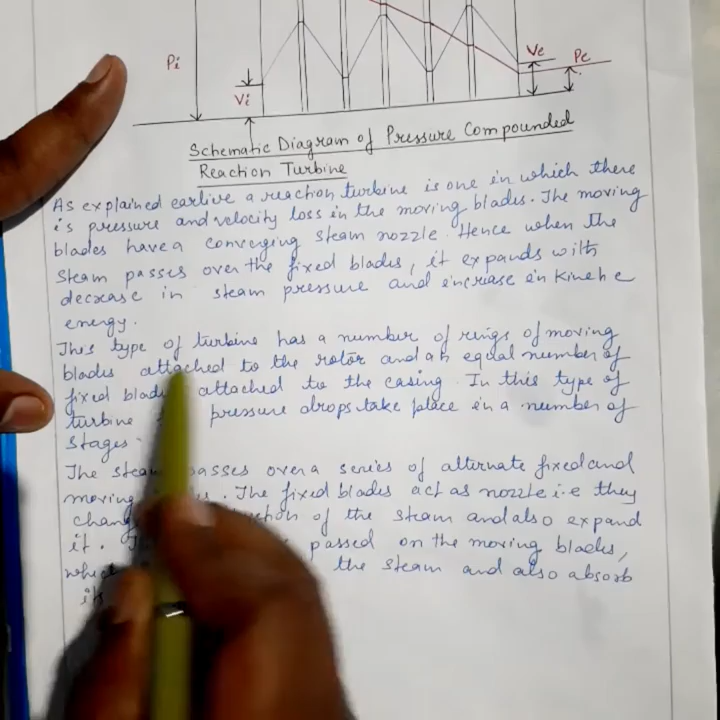 Pi
Vi
Ve
Pe
Schematic Diagram of Pressure Compounded
Reaction Turbine
As explained earlive a reaction turbine is one in which there
is pressure and velocity loss in the moving blades. The moving
blades have a converging steam nozzle. Hence when the
steam passes over the fixed blades, it expands with
decrease in steam pressure and increase in kinetic
energy.
This type of turbine has a number of rings of moving
blades attached to the rotor and an equal number of
fixed attached to the casing. In this type of
turbine pressure drops take place in a number of
stages.
The passes over a series of alternate fixed and
moving The fixed blades act as nozzle i.e they
of the steam and also expand
it. passed on the moving blades,
the steam and also absorb